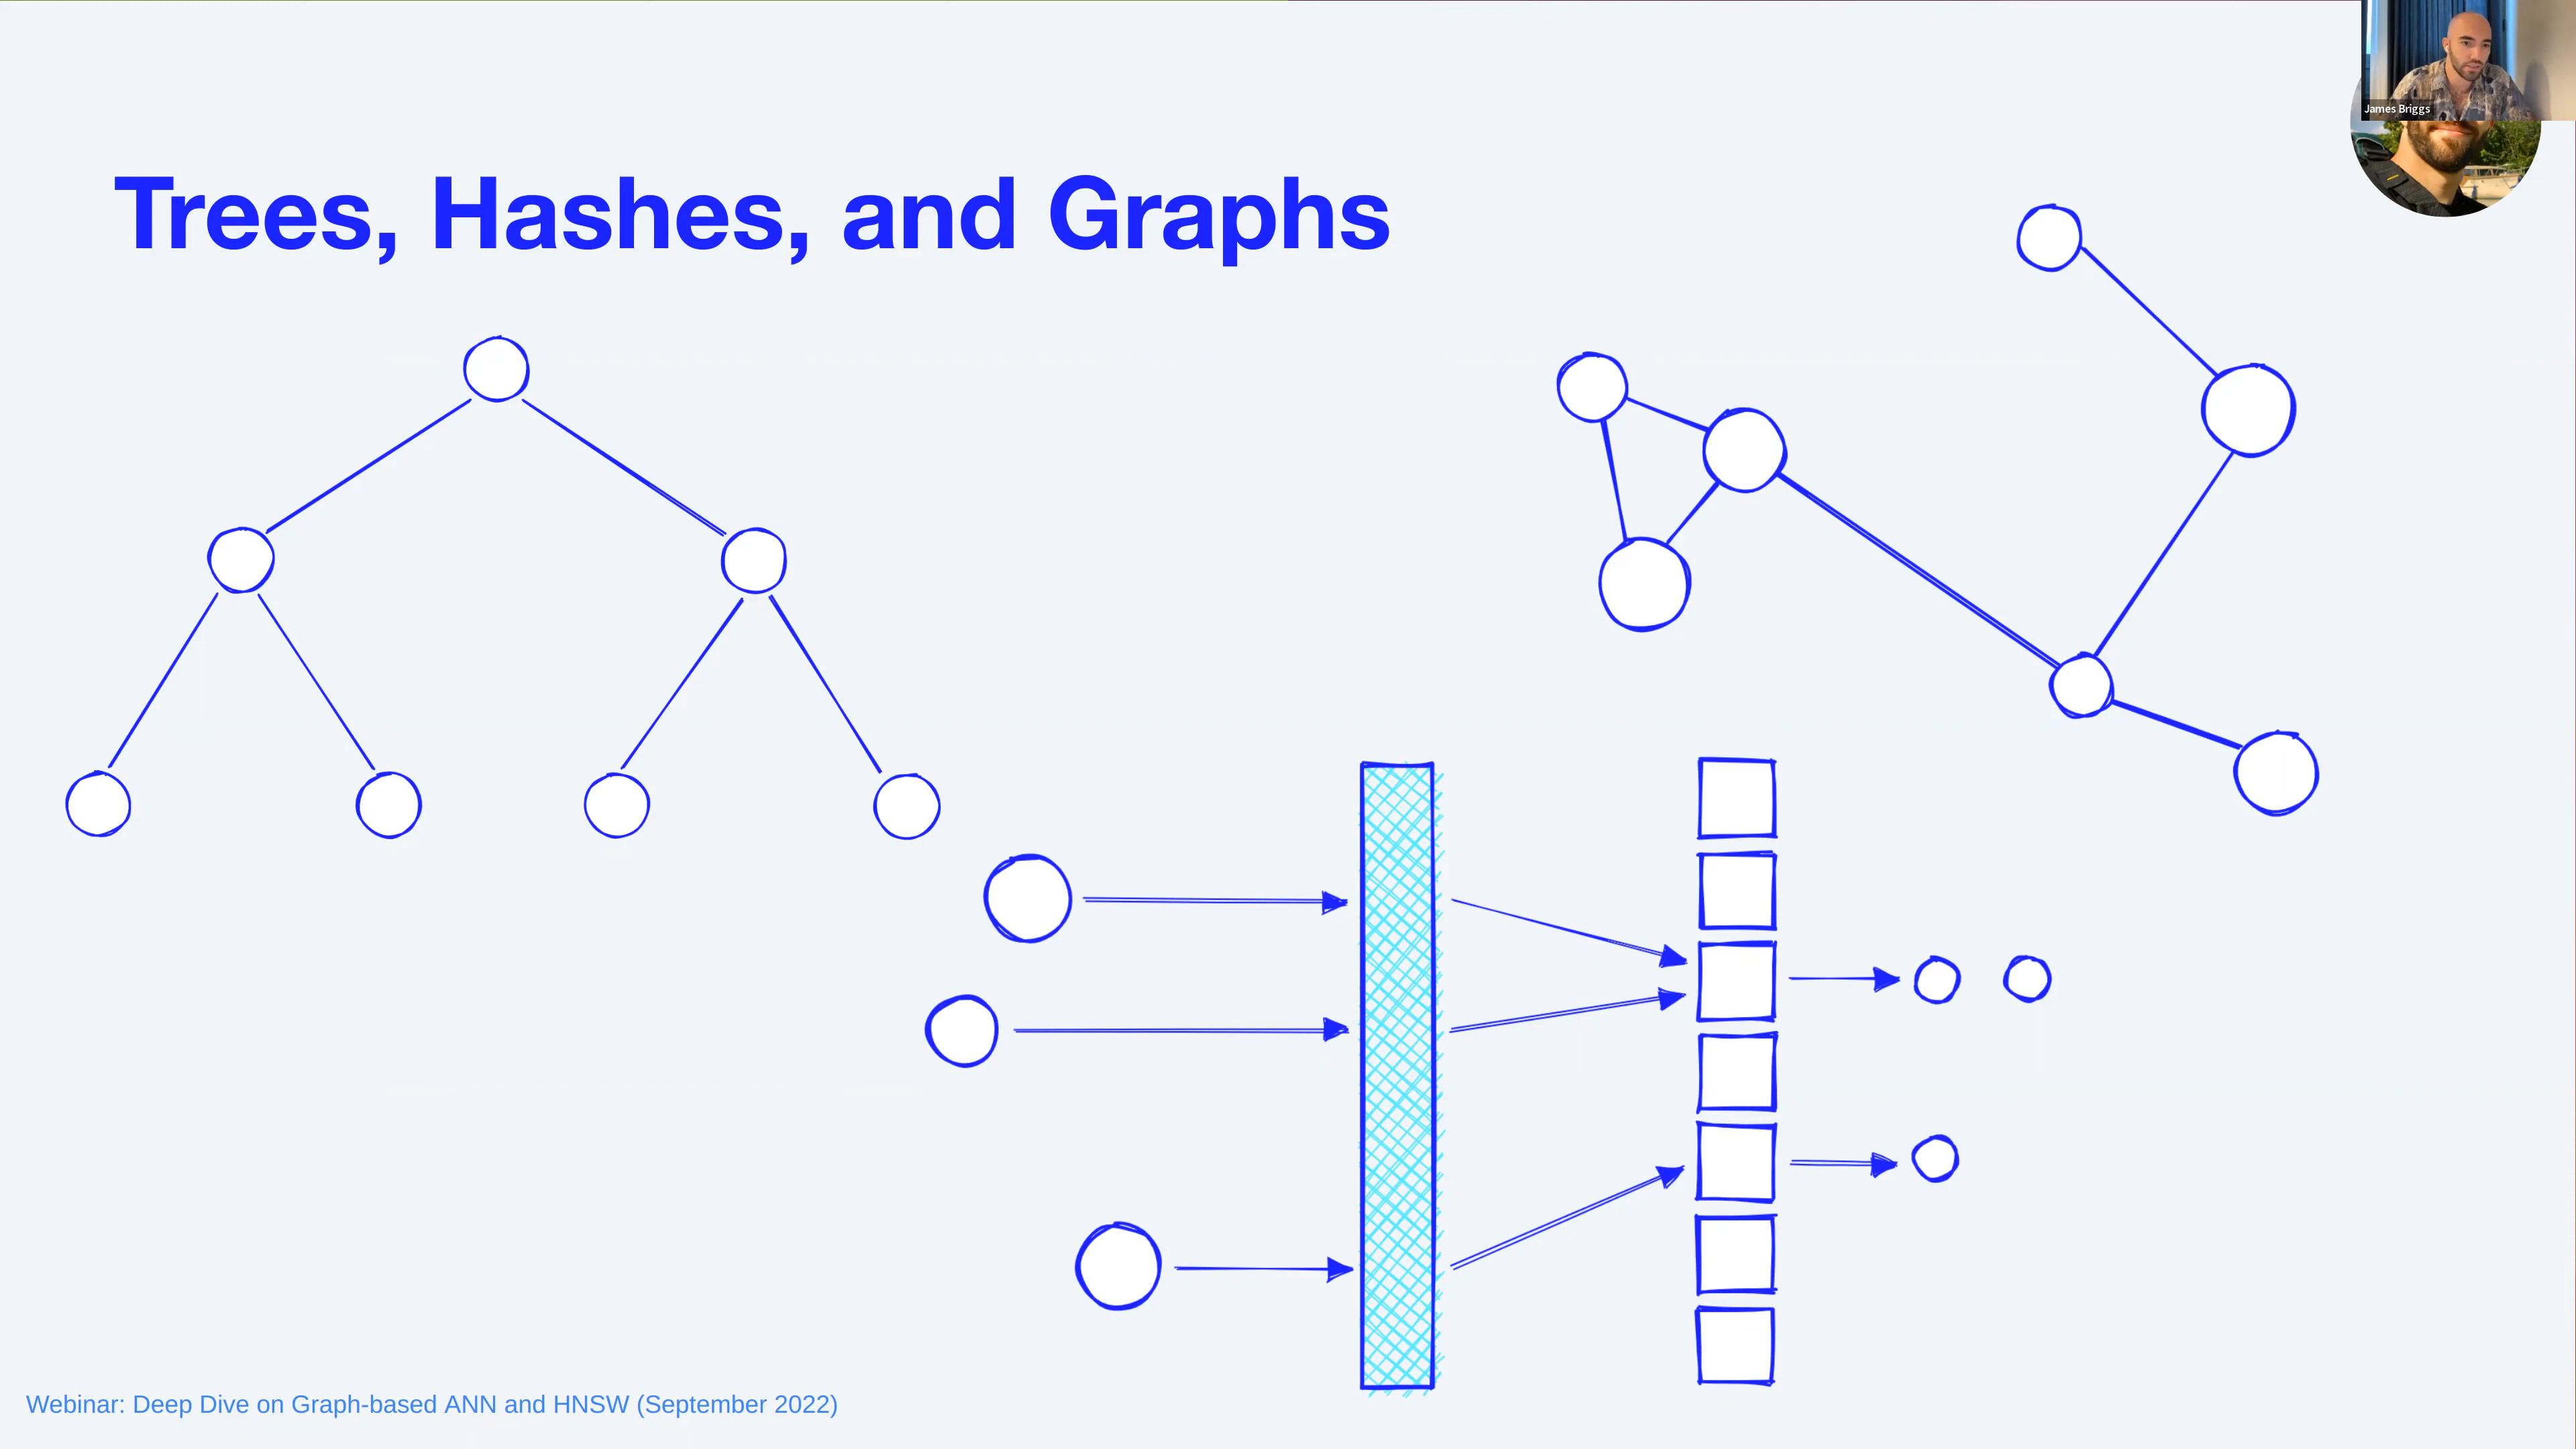 James Briggs
Trees, Hashes, and Graphs
Webinar: Deep Dive on Graph-based ANN and HNSW (September 2022)